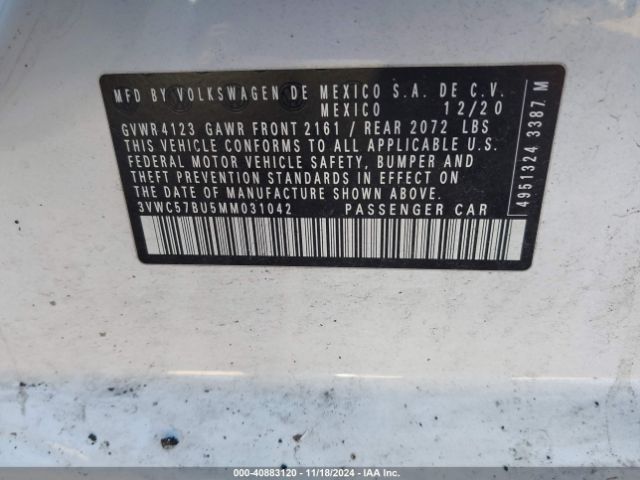 MFD BY VOLKSWAGEN DE MEXICO S.A. DE C.V.
MEXICO 12/20
GVWR 4123 GAWR FRONT 2161 / REAR 2072 LBS
THIS VEHICLE CONFORMS TO ALL APPLICABLE U.S.
FEDERAL MOTOR VEHICLE SAFETY, BUMPER AND
THEFT PREVENTION STANDARDS IN EFFECT ON
THE DATE OF MANUFACTURE SHOWN ABOVE.
3VWC57BU5MM031042 PASSENGER CAR
4951324 3387 M
000-40883120 - 11/18/2024 - IAA Inc.